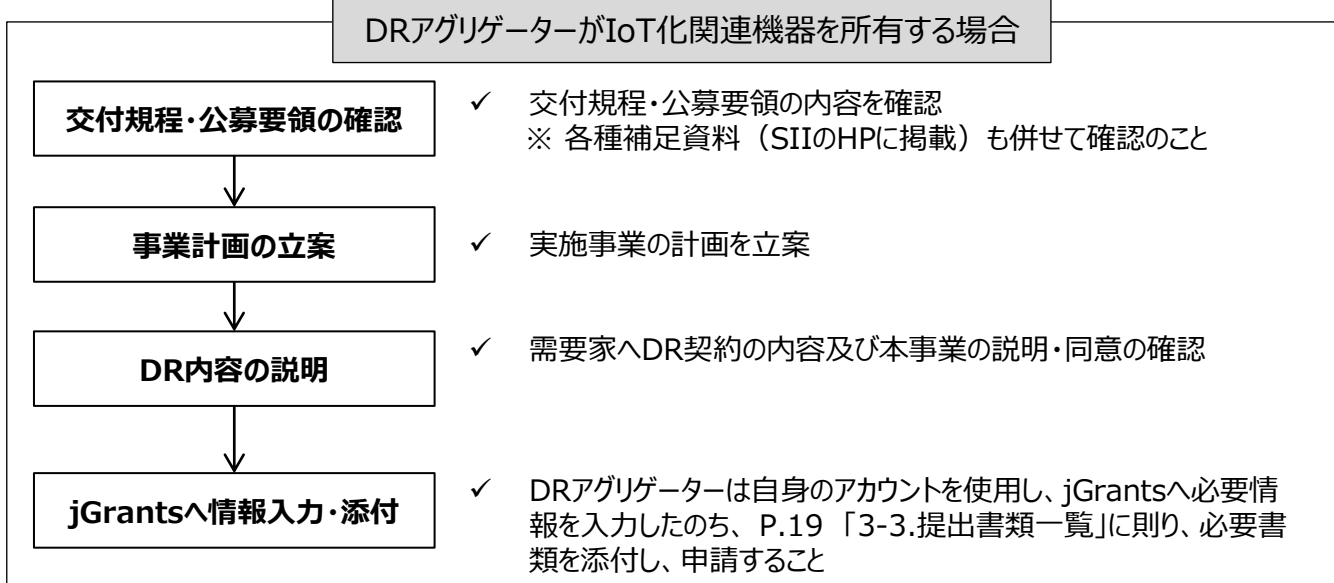 DRアグリゲーターがIoT化関連機器を所有する場合
交付規程・公募要領の確認
✓ 交付規程・公募要領の内容を確認
※ 各種補足資料（SIIのHPに掲載）も併せて確認のこと
事業計画の立案
✓ 実施事業の計画を立案
DR内容の説明
✓ 需要家へDR契約の内容及び本事業の説明・同意の確認
jGrantsへ情報入力・添付
✓ DRアグリゲーターは自身のアカウントを使用し、jGrantsへ必要情
報を入力したのち、 P.19 「3-3.提出書類一覧」に則り、必要書
類を添付し、申請すること